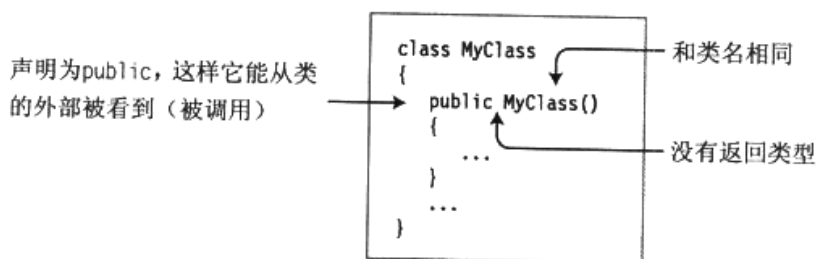 声明为public，这样它能从类
的外部被看到（被调用）
class MyClass
{
public MyClass()
{
...
}
...
}
和类名相同
没有返回类型